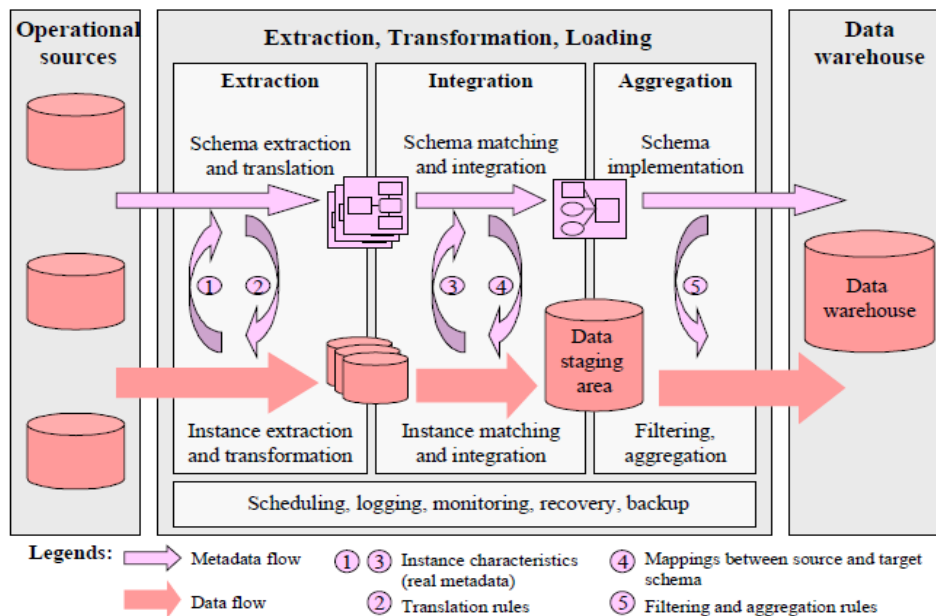 Operational
sources
Extraction, Transformation, Loading
Data
warehouse
Extraction
Integration
Aggregation
Schema extraction
and translation
Schema matching
and integration
Schema
implementation
1
2
3
4
5
Data
staging
area
Data
warehouse
Instance extraction
and transformation
Instance matching
and integration
Filtering,
aggregation
Scheduling, logging, monitoring, recovery, backup
Legends:
Metadata flow
Data flow
1 3 Instance characteristics
(real metadata)
2 Translation rules
4 Mappings between source and target
schema
5 Filtering and aggregation rules